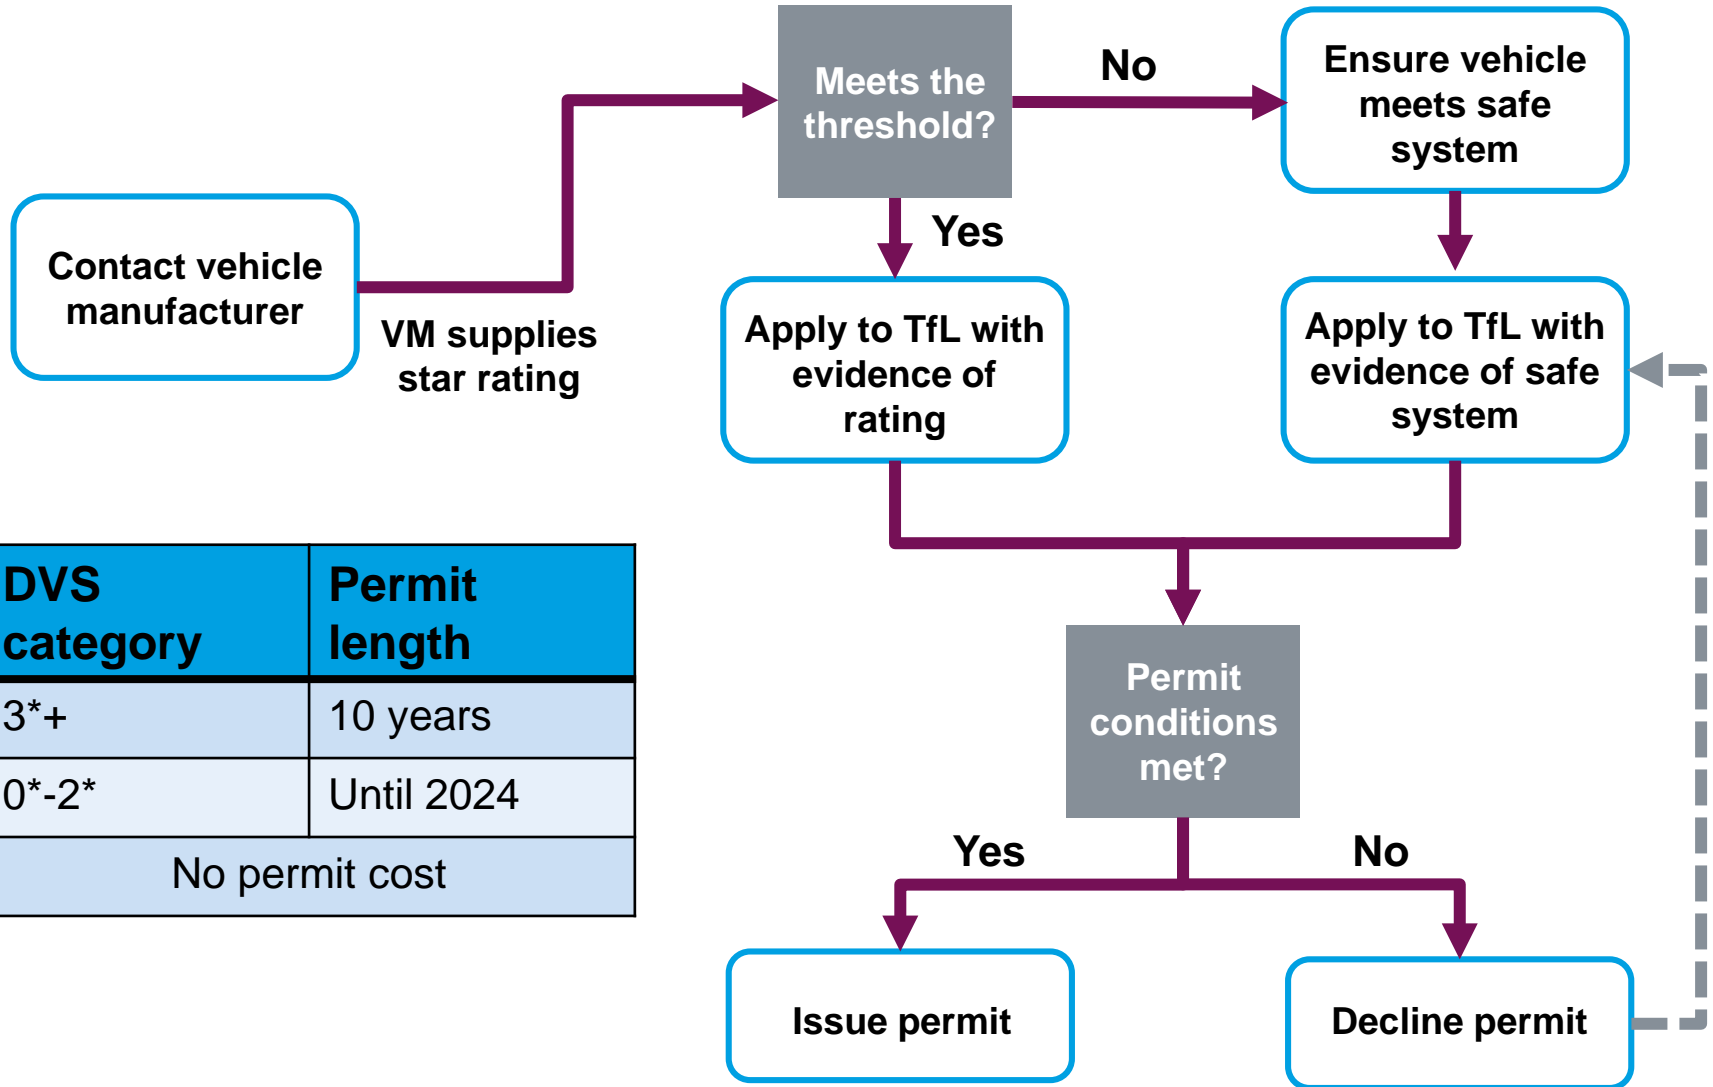 Meets the
threshold?
No
Ensure vehicle
meets safe
system
Contact vehicle
manufacturer
VM supplies
star rating
Yes
Apply to TfL with
evidence of
rating
Apply to TfL with
evidence of safe
system
DVS
category
Permit
length
3*+
10 years
0*-2*
Until 2024
No permit cost
Permit
conditions
met?
Yes
No
Issue permit
Decline permit